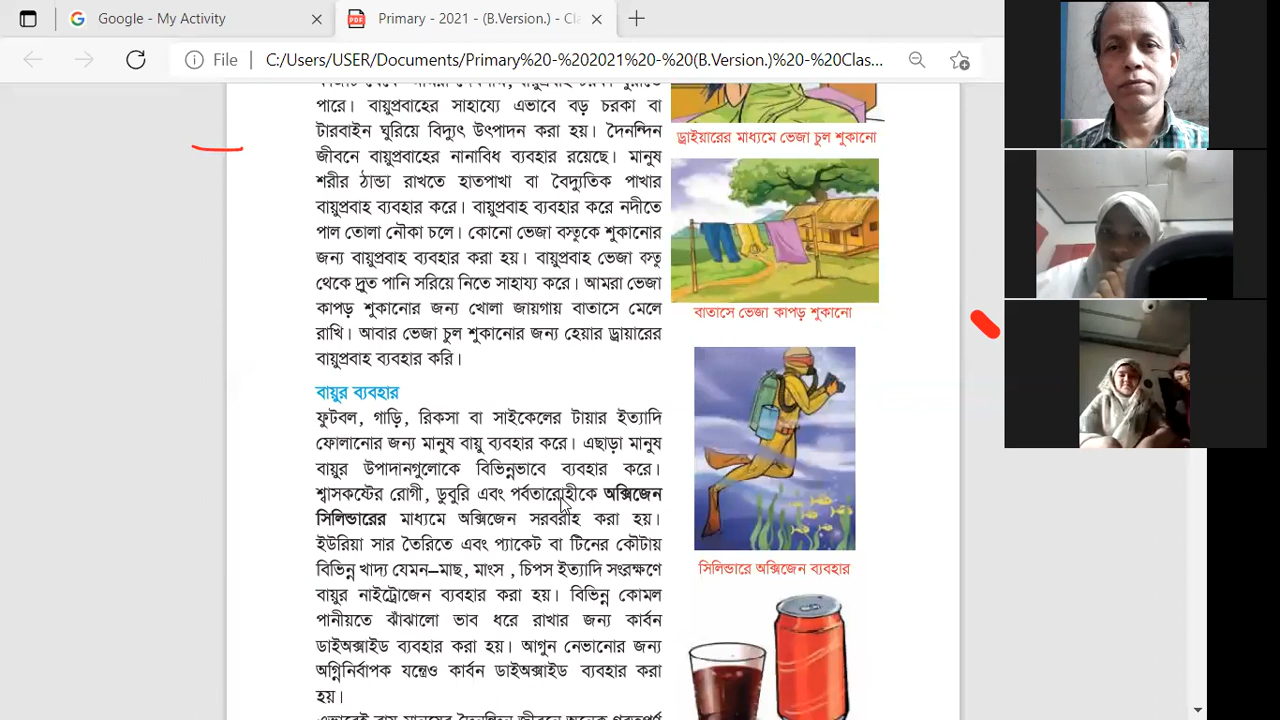 Google - My Activity
Primary - 2021 - (B.Version.) - Cla
File
C:/Users/USER/Documents/Primary%20-%202021%20-%20(B.Version.)%20-%20Clas...
পারে। বায়ুপ্রবাহের সাহায্যে এভাবে বড় চরকা বা
টারবাইন ঘুরিয়ে বিদ্যুৎ উৎপাদন করা হয়। দৈনন্দিন
জীবনে বায়ুপ্রবাহের নানাবিধ ব্যবহার রয়েছে। মানুষ
শরীর ঠান্ডা রাখতে হাতপাখা বা বৈদ্যুতিক পাখার
বায়ুপ্রবাহ ব্যবহার করে। বায়ুপ্রবাহ ব্যবহার করে নদীতে
পাল তোলা নৌকা চলে। কোনো ভেজা বস্তুকে শুকানোর
জন্য বায়ুপ্রবাহ ব্যবহার করা হয়। বায়ুপ্রবাহ ভেজা বস্তু
থেকে দ্রুত পানি সরিয়ে নিতে সাহায্য করে। আমরা ভেজা
কাপড় শুকানোর জন্য খোলা জায়গায় বাতাসে মেলে
রাখি। আবার ভেজা চুল শুকানোর জন্য হেয়ার ড্রায়ারের
বায়ুপ্রবাহ ব্যবহার করি।
ড্রাইয়ারের মাধ্যমে ভেজা চুল শুকানো
বাতাসে ভেজা কাপড় শুকানো
বায়ুর ব্যবহার
ফুটবল, গাড়ি, রিকসা বা সাইকেলের টায়ার ইত্যাদি
ফোলানোর জন্য মানুষ বায়ু ব্যবহার করে। এছাড়া মানুষ
বায়ুর উপাদানগুলোকে বিভিন্নভাবে ব্যবহার করে।
শ্বাসকষ্টের রোগী, ডুবুরি এবং পর্বতারোহীকে অক্সিজেন
সিলিন্ডারের মাধ্যমে অক্সিজেন সরবরাহ করা হয়।
ইউরিয়া সার তৈরিতে এবং প্যাকেট বা টিনের কৌটায়
বিভিন্ন খাদ্য যেমন–মাছ, মাংস , চিপস ইত্যাদি সংরক্ষণে
বায়ুর নাইট্রোজেন ব্যবহার করা হয়। বিভিন্ন কোমল
পানীয়তে ঝাঁঝালো ভাব ধরে রাখার জন্য কার্বন
ডাইঅক্সাইড ব্যবহার করা হয়। আগুন নেভানোর জন্য
অগ্নিনির্বাপক যন্ত্রেও কার্বন ডাইঅক্সাইড ব্যবহার করা
হয়।
সিলিন্ডারে অক্সিজেন ব্যবহার